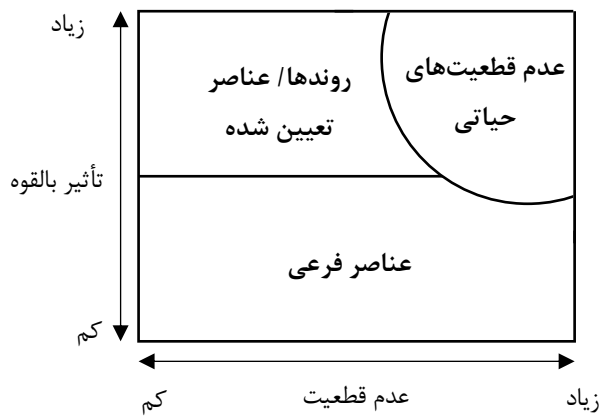 زیاد
عدم قطعیت‌های
حیاتی
روندها/ عناصر
تعیین شده
تأثیر بالقوه
عناصر فرعی
کم
زیاد
عدم قطعیت
کم